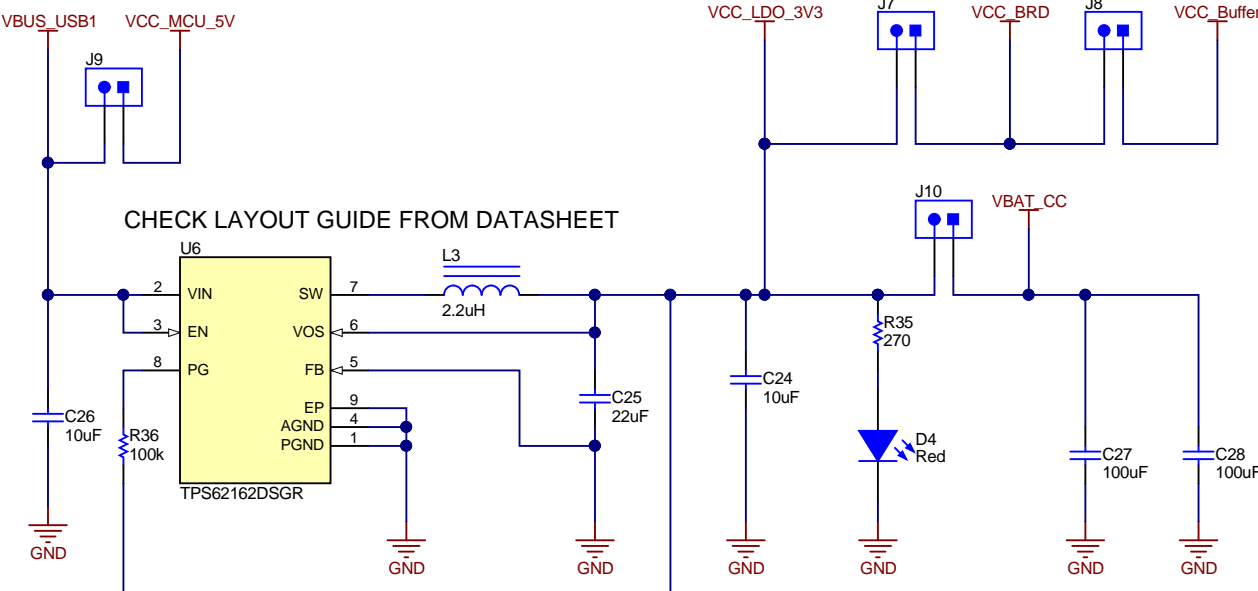 VBUS_USB1 VCC_MCU_5V VCC_LDO_3V3 J7 VCC_BRD J8 VCC_Buffer
J9
J10 VBAT_CC
CHECK LAYOUT GUIDE FROM DATASHEET
U6
L3
2.2uH
2 VIN SW 7
3 EN VOS 6
8 PG FB 5
EP 9
AGND 4
PGND 1
TPS62162DSGR
C26
10uF
R36
100k
C25
22uF
C24
10uF
R35
270
D4
Red
C27
100uF
C28
100uF
GND GND GND GND GND GND GND